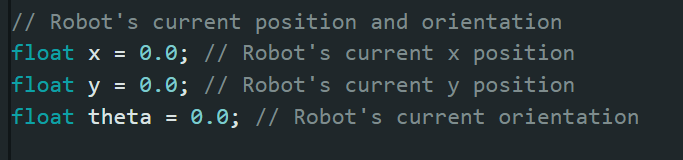 // Robot's current position and orientation
float x = 0.0; // Robot's current x position
float y = 0.0; // Robot's current y position
float theta = 0.0; // Robot's current orientation